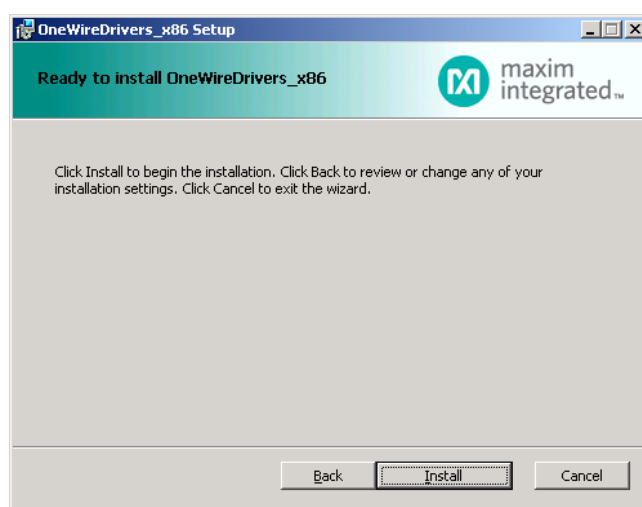 OneWireDrivers_x86 Setup
Ready to install OneWireDrivers_x86
maxim
integrated™
Click Install to begin the installation. Click Back to review or change any of your
installation settings. Click Cancel to exit the wizard.
Back
Install
Cancel